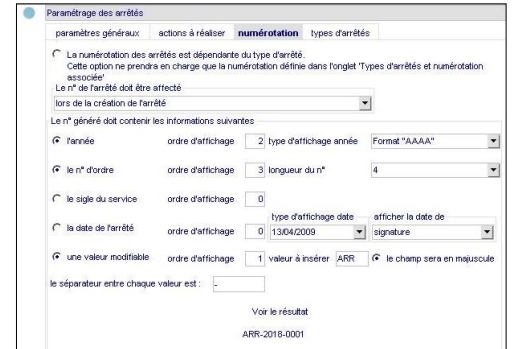 Paramétrage des arrêtés
paramètres généraux actions à réaliser numérotation types d'arrêtés
La numérotation des arrêtés est dépendante du type d'arrêté.
Cette option ne prendra en charge que la numérotation définie dans l'onglet 'Types d'arrêtés et numérotation
associée'
Le n° de l'arrêté doit être affecté
lors de la création de l'arrêté
Le n° généré doit contenir les informations suivantes
l'année ordre d'affichage 2 type d'affichage année Format "AAAA"
le n° d'ordre ordre d'affichage 3 longueur du n° 4
le sigle du service ordre d'affichage 0
type d'affichage date afficher la date de
la date de l'arrêté ordre d'affichage 0 13/04/2009 signature
une valeur modifiable ordre d'affichage 1 valeur à insérer ARR le champ sera en majuscule
le séparateur entre chaque valeur est : -
Voir le résultat
ARR-2018-0001